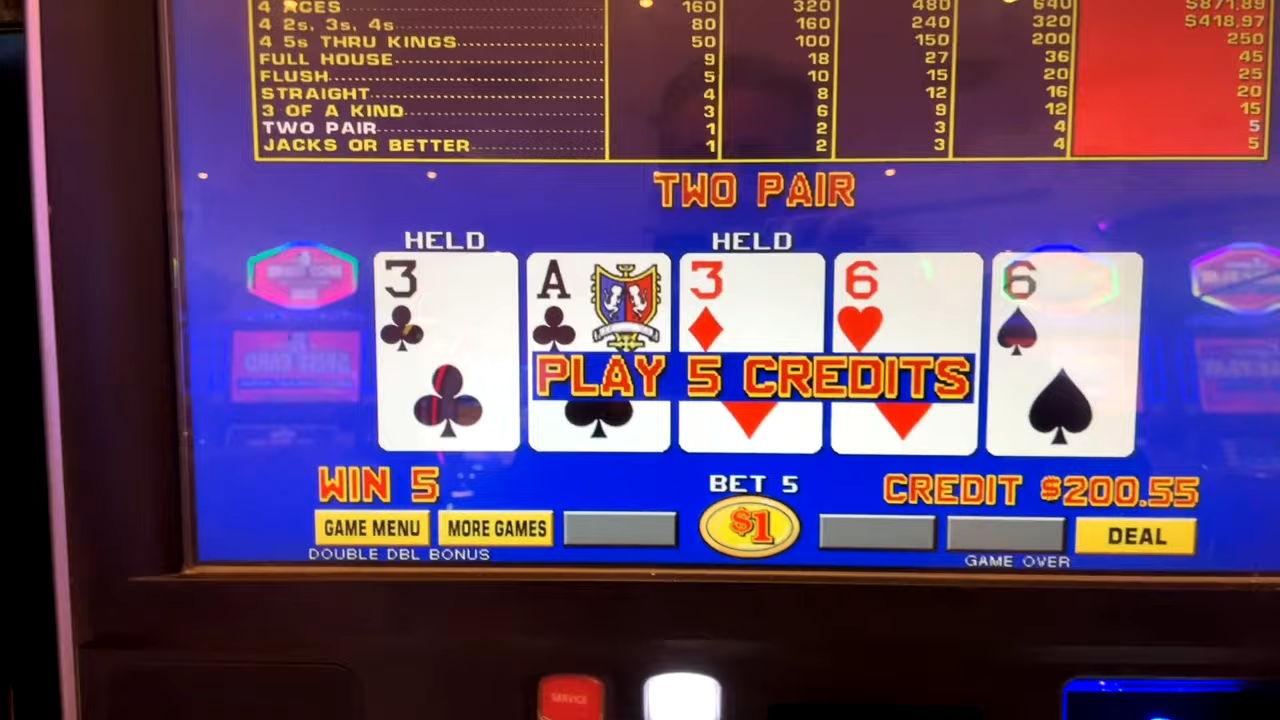 4 ACES 160 320 480 640 $871.89
4 2s, 3s, 4s 80 160 240 320 $418.97
4 5s THRU KINGS 50 100 150 200 250
FULL HOUSE 9 18 27 36 45
FLUSH 5 10 15 20 25
STRAIGHT 4 8 12 16 20
3 OF A KIND 3 6 9 12 15
TWO PAIR 1 2 3 4 5
JACKS OR BETTER 1 2 3 4 5
TWO PAIR
HELD HELD
3 A 3 6 6
PLAY 5 CREDITS
WIN 5 BET 5 CREDIT $200.55
GAME MENU MORE GAMES $1 DEAL
DOUBLE DBL BONUS GAME OVER
SERVICE